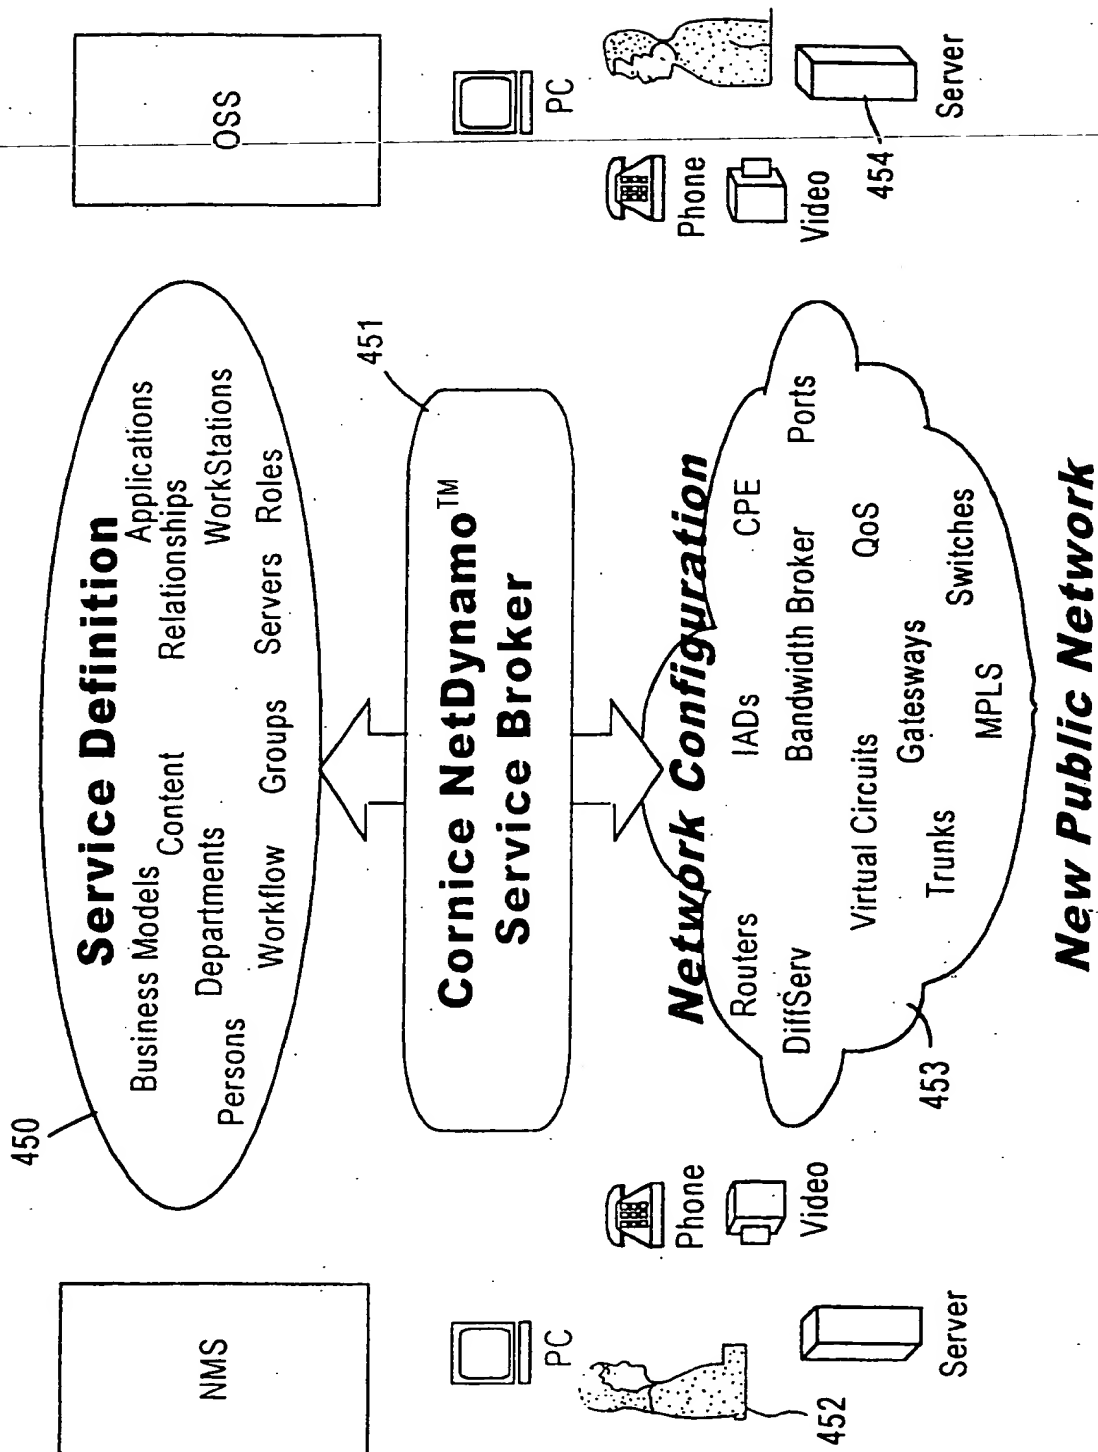 NMS
OSS
450
Service Definition
Business Models
Applications
Content
Relationships
Persons
Departments
WorkStations
Workflow
Groups
Servers
Roles
451
Cornice NetDynamo™
Service Broker
PC
PC
Phone
Phone
Video
Video
452
Server
454
Server
Network Configuration
Routers
IADs
CPE
DiffServ
Bandwidth Broker
Ports
Virtual Circuits
QoS
Trunks
Gatesways
Switches
MPLS
453
New Public Network